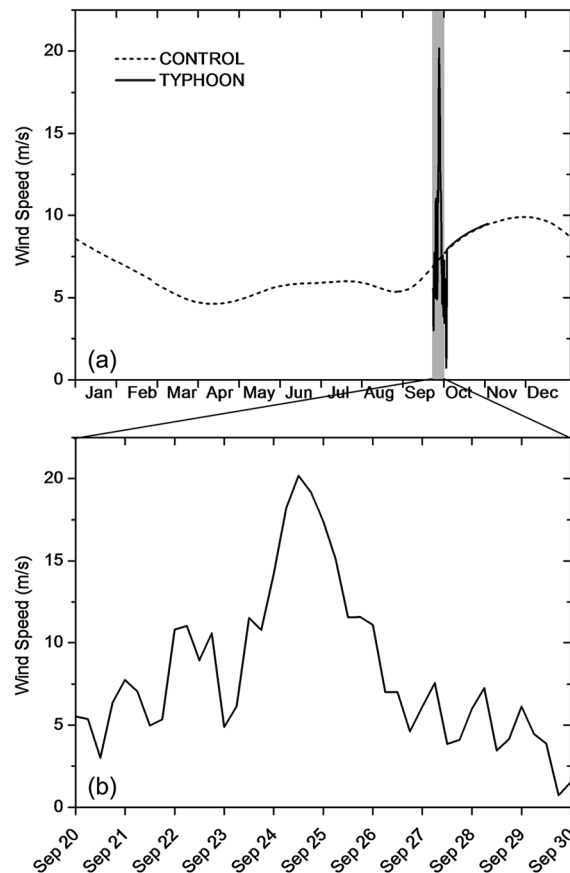 20
15
10
5
0
Wind Speed (m/s)
CONTROL
TYPHOON
(a)
Jan Feb Mar Apr May Jun Jul Aug Sep Oct Nov Dec
20
15
10
5
0
Wind Speed (m/s)
(b)
Sep 20 Sep 21 Sep 22 Sep 23 Sep 24 Sep 25 Sep 26 Sep 27 Sep 28 Sep 29 Sep 30